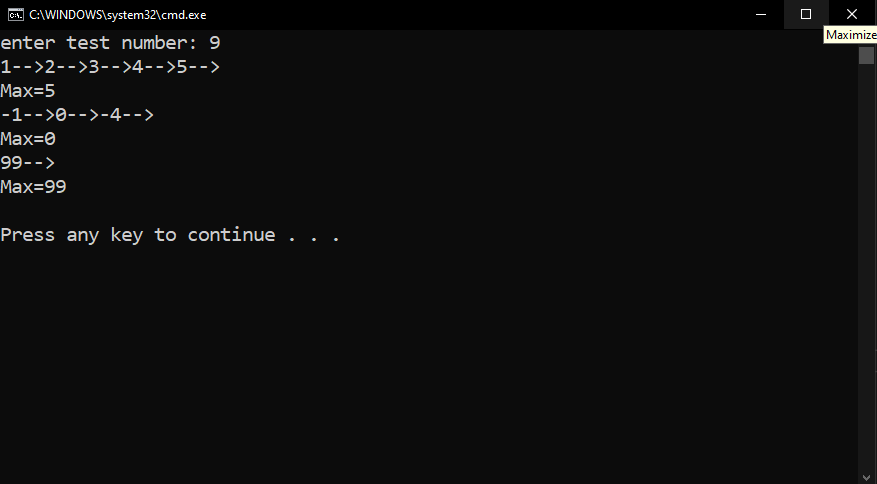 C:\WINDOWS\system32\cmd.exe
Maximize
enter test number: 9
1-->2-->3-->4-->5-->
Max=5
-1-->0-->-4-->
Max=0
99-->
Max=99
Press any key to continue . . .